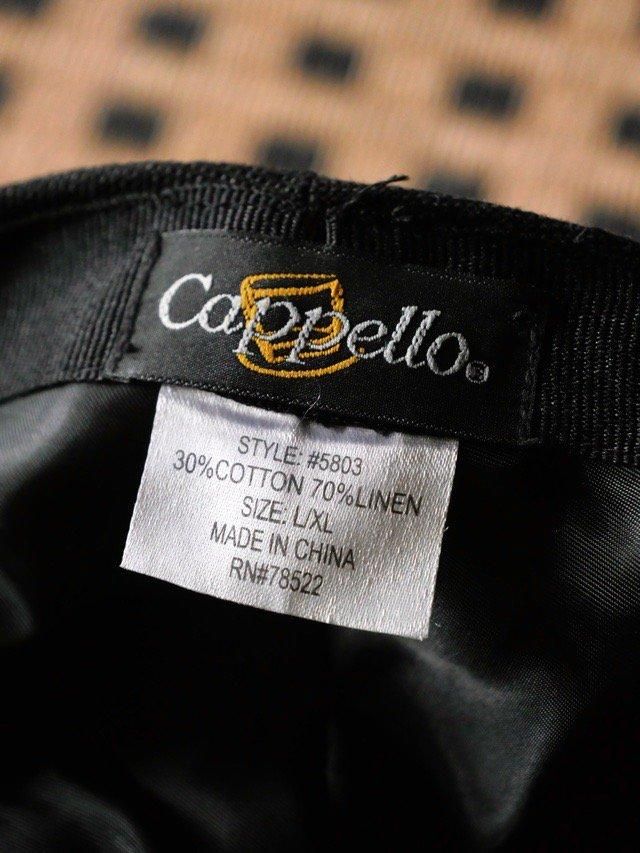 Cappello®
STYLE: #5803
30%COTTON 70%LINEN
SIZE: L/XL
MADE IN CHINA
RN#78522